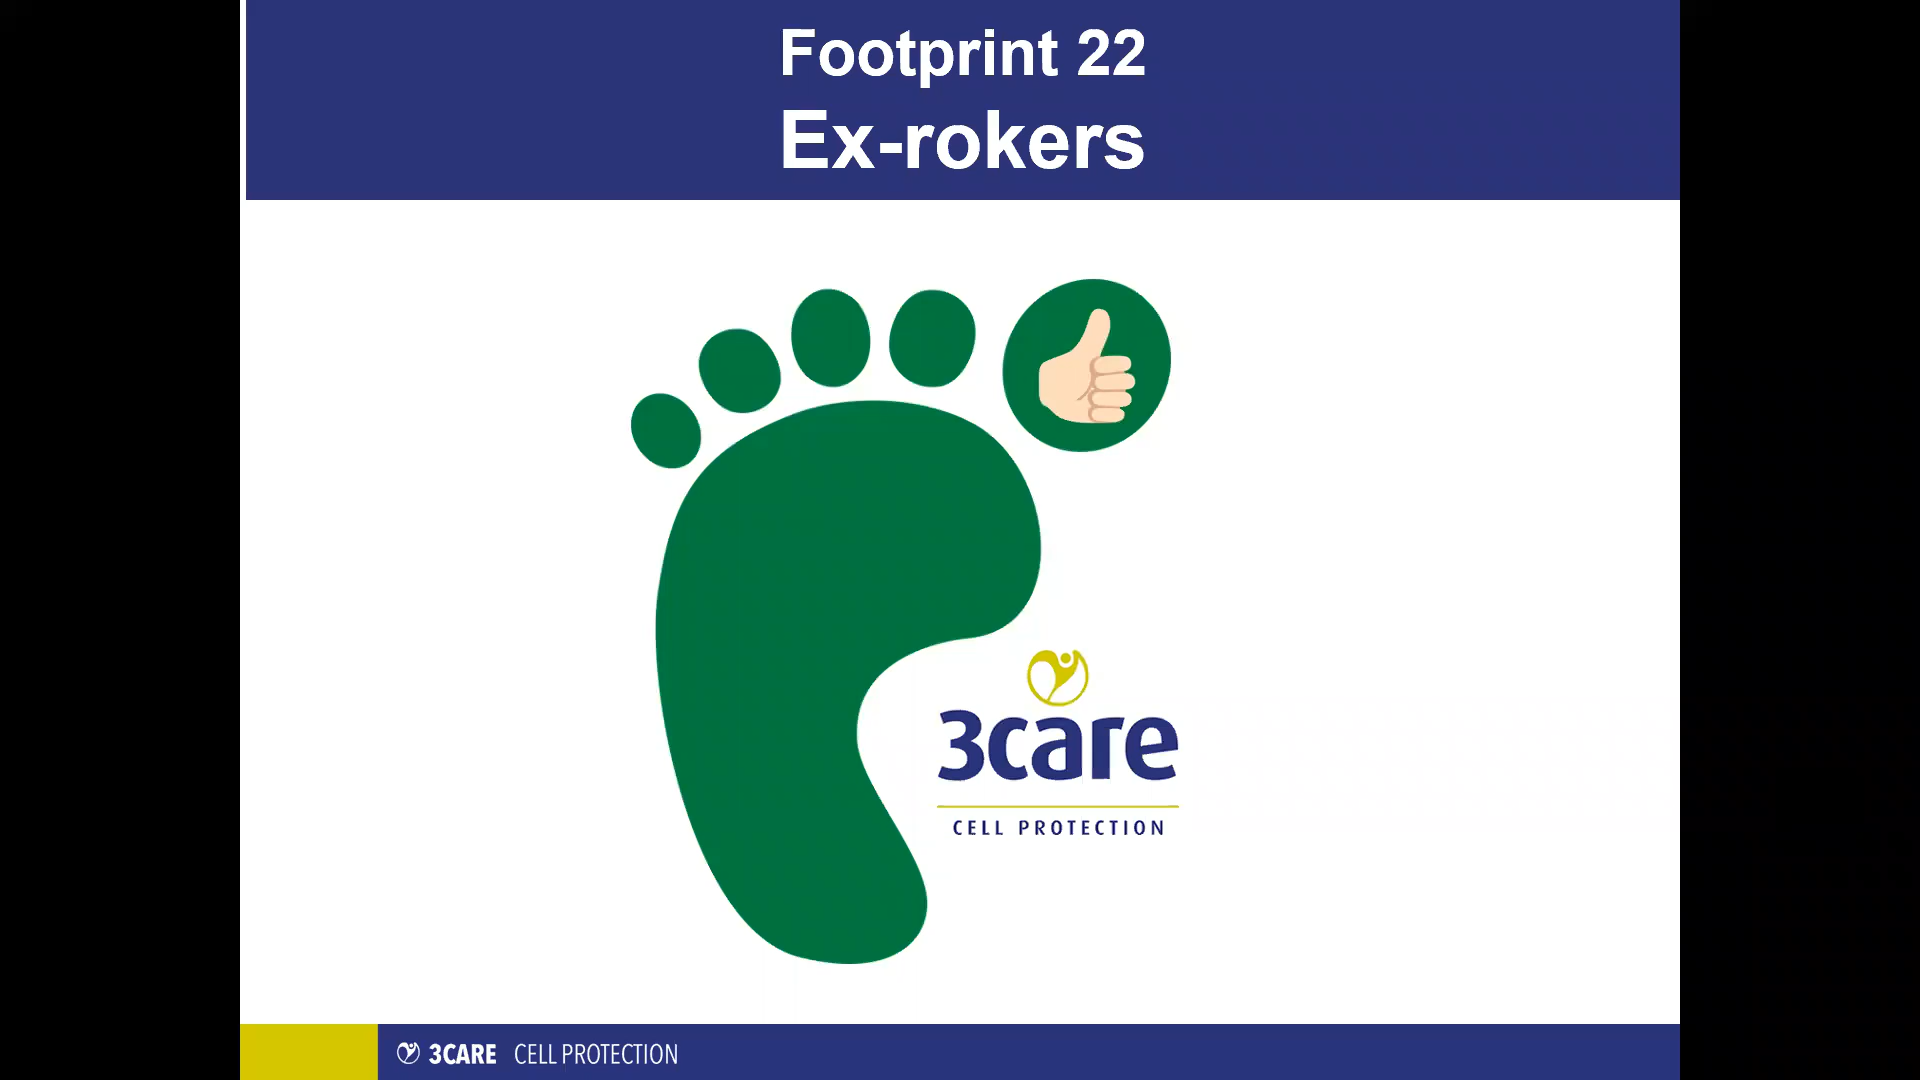 Footprint 22
Ex-rokers
3care
CELL PROTECTION
3CARE CELL PROTECTION